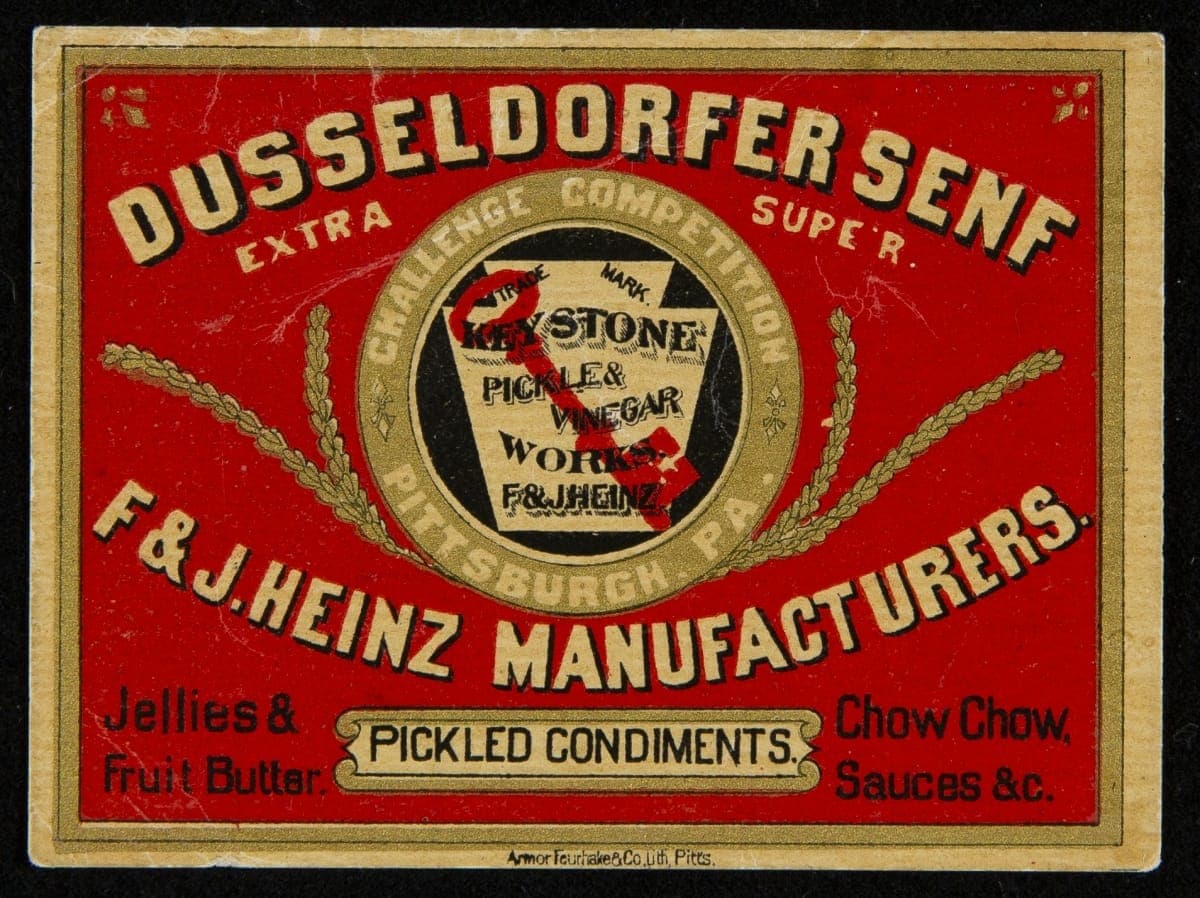 DUSSELDORFER SENF
EXTRA SUPE'R.
CHALLENGE COMPETITION
TRADE MARK.
KEYSTONE
PICKLE &
VINEGAR
WORKS.
F & J. HEINZ
PITTSBURGH. PA.
F & J. HEINZ MANUFACTURERS.
Jellies &
Fruit Butter.
PICKLED CONDIMENTS.
Chow Chow,
Sauces &c.
Armor Feurhake & Co, Lith, Pitts.